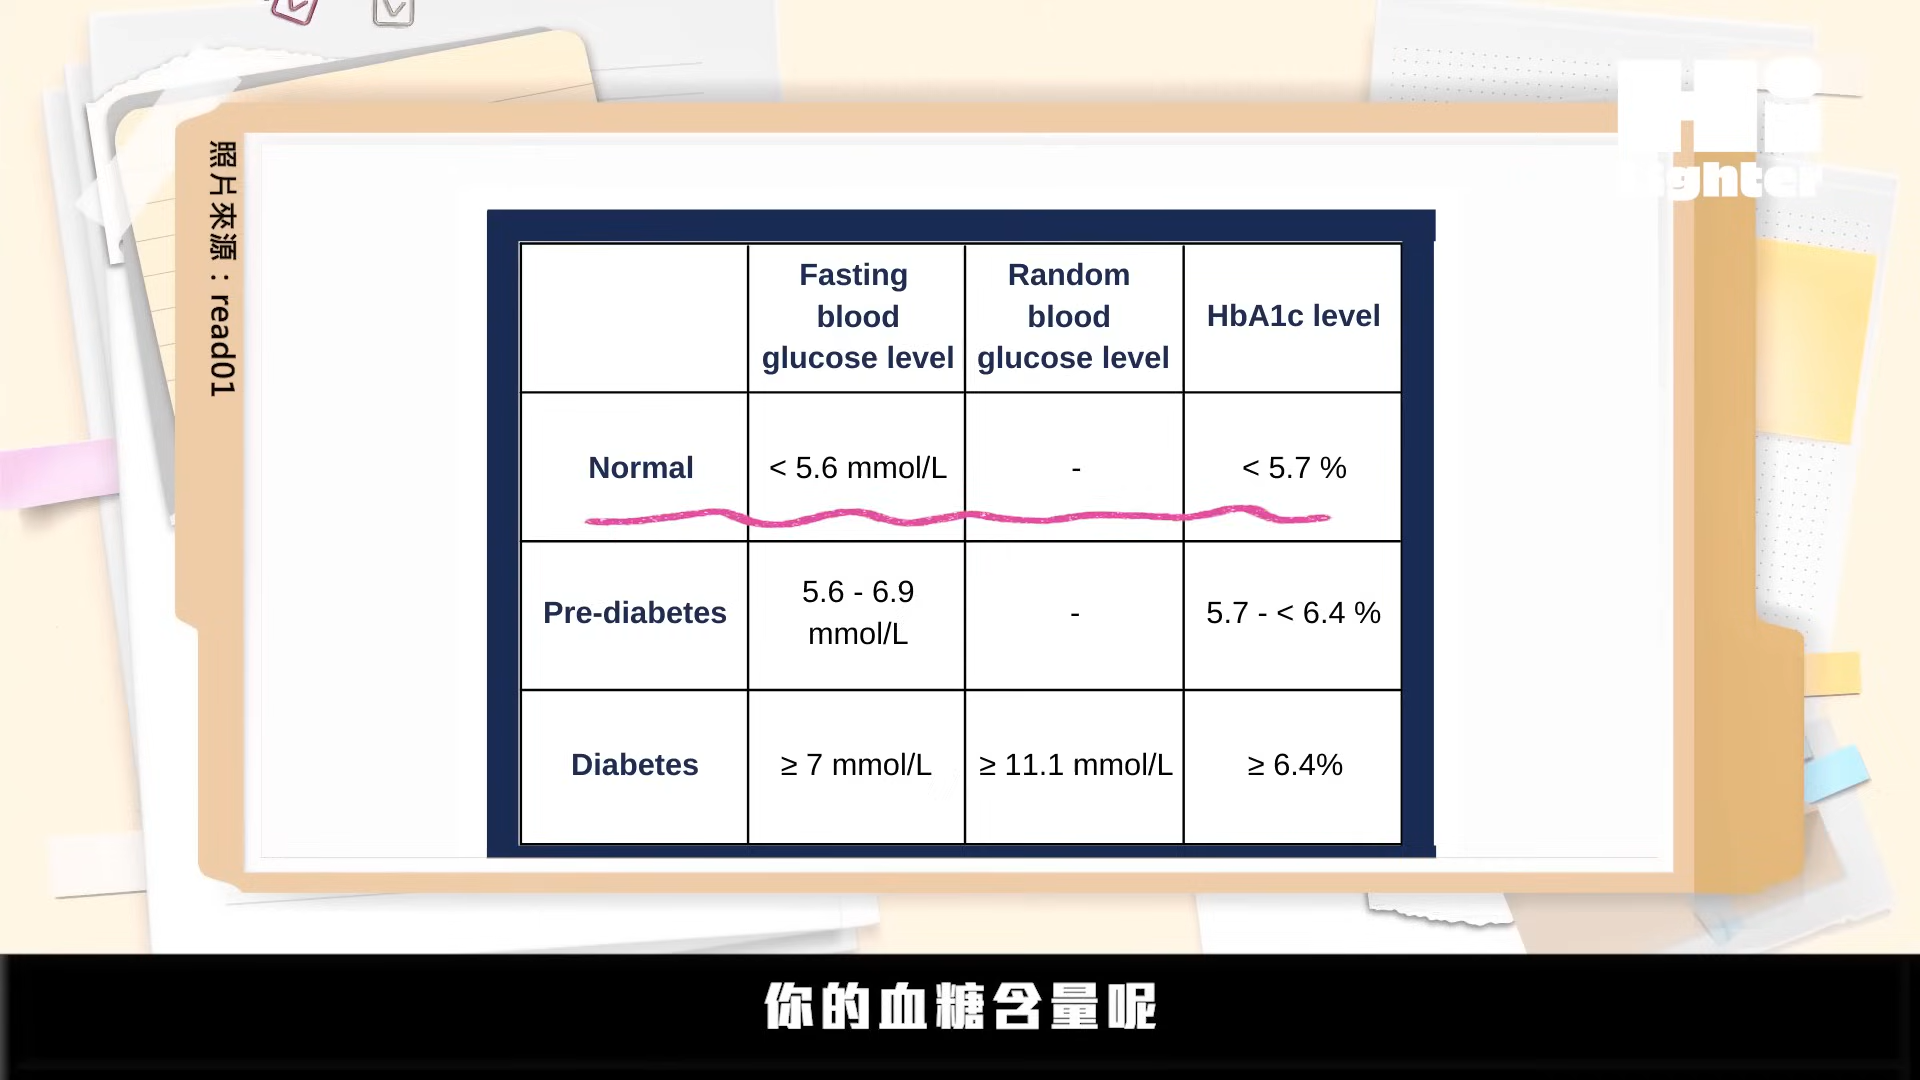 Hi
lighter
照片來源：read01
Fasting
blood
glucose level
Random
blood
glucose level
HbA1c level
Normal
< 5.6 mmol/L
-
< 5.7 %
Pre-diabetes
5.6 - 6.9
mmol/L
-
5.7 - < 6.4 %
Diabetes
≥ 7 mmol/L
≥ 11.1 mmol/L
≥ 6.4%
你的血糖含量呢